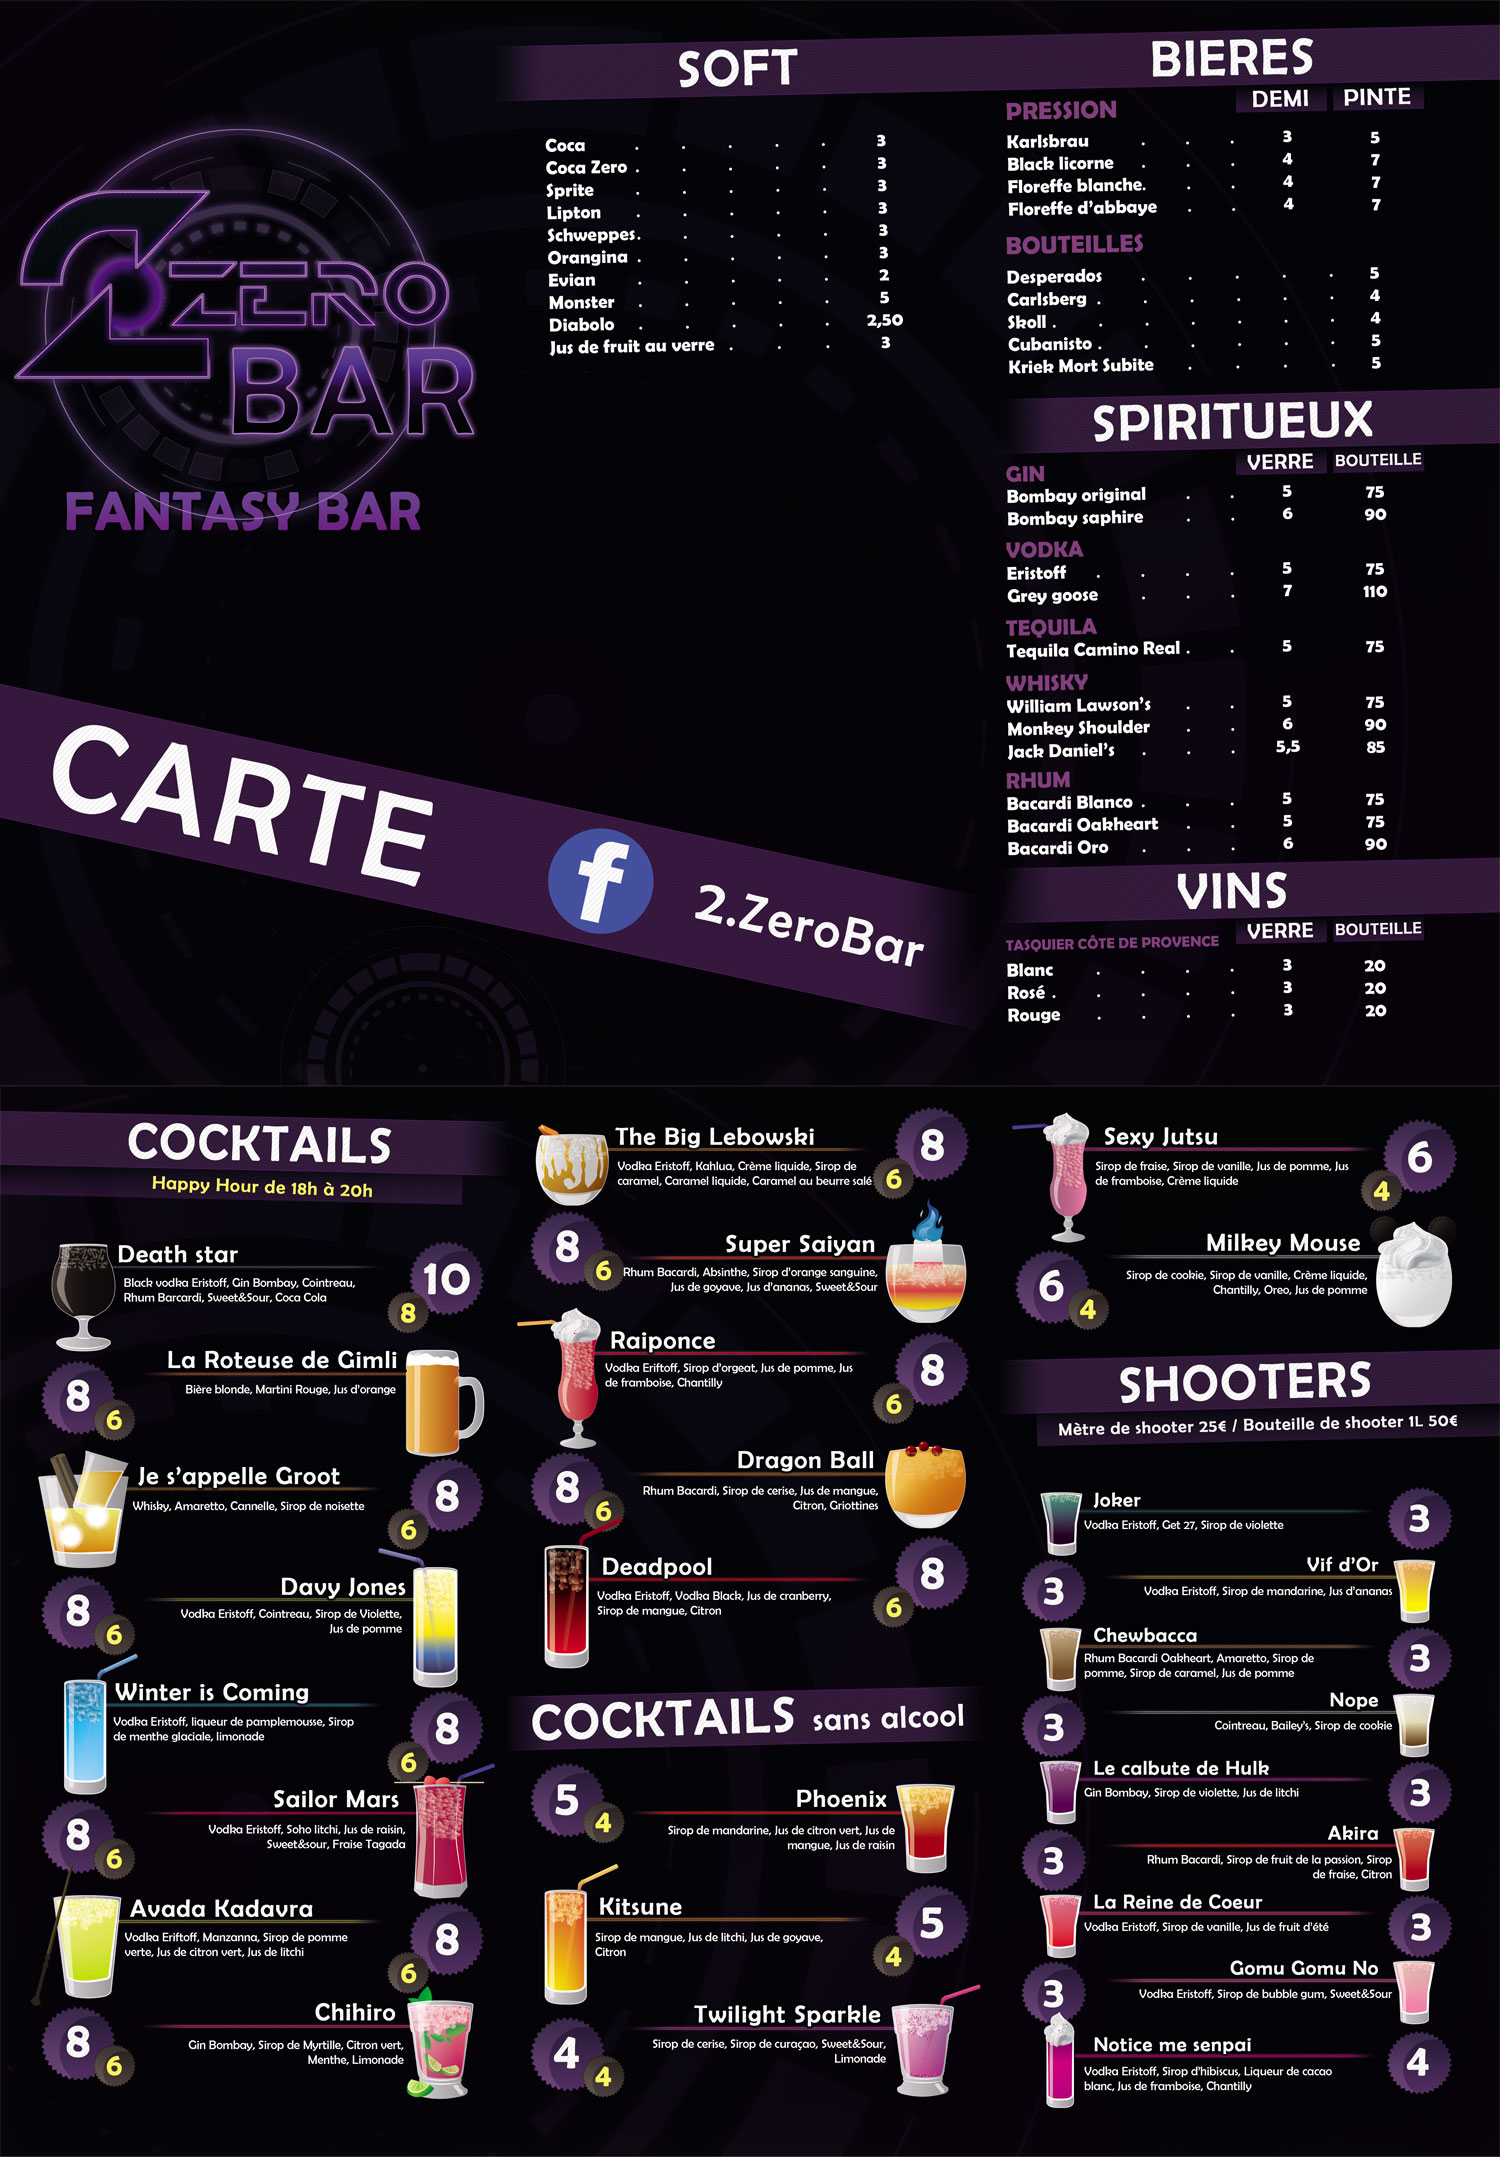 2 ZERO
BAR
FANTASY BAR
CARTE
f
2.ZeroBar
SOFT
Coca . . . . . 3
Coca Zero . . . . . 3
Sprite . . . . . 3
Lipton . . . . . 3
Schweppes. . . . . 3
Orangina . . . . . 3
Evian . . . . . 2
Monster . . . . . 5
Diabolo . . . . . 2,50
Jus de fruit au verre . . . 3
BIERES
PRESSION DEMI PINTE
Karlsbrau . . . 3 5
Black licorne . . . 4 7
Floreffe blanche. . . 4 7
Floreffe d'abbaye . . 4 7
BOUTEILLES
Desperados . . . . . 5
Carlsberg . . . . . . 4
Skoll . . . . . . . 4
Cubanisto . . . . . . 5
Kriek Mort Subite . . . . 5
SPIRITUEUX
GIN VERRE BOUTEILLE
Bombay original . . 5 75
Bombay saphire . . 6 90
VODKA
Eristoff . . . . 5 75
Grey goose . . . 7 110
TEQUILA
Tequila Camino Real . . 5 75
WHISKY
William Lawson's . . 5 75
Monkey Shoulder . . 6 90
Jack Daniel's . . . 5,5 85
RHUM
Bacardi Blanco . . . 5 75
Bacardi Oakheart . . 5 75
Bacardi Oro . . . 6 90
VINS
TASQUIER CÔTE DE PROVENCE VERRE BOUTEILLE
Blanc . . . . 3 20
Rosé . . . . . 3 20
Rouge . . . . 3 20
COCKTAILS
Happy Hour de 18h à 20h
Death star
Black vodka Eristoff, Gin Bombay, Cointreau,
Rhum Barcardi, Sweet&Sour, Coca Cola
10
8
La Roteuse de Gimli
Bière blonde, Martini Rouge, Jus d'orange
8
6
Je s'appelle Groot
Whisky, Amaretto, Cannelle, Sirop de noisette
8
6
Davy Jones
Vodka Eristoff, Cointreau, Sirop de Violette,
Jus de pomme
8
6
Winter is Coming
Vodka Eristoff, liqueur de pamplemousse, Sirop
de menthe glaciale, limonade
8
6
Sailor Mars
Vodka Eristoff, Soho litchi, Jus de raisin,
Sweet&sour, Fraise Tagada
8
6
Avada Kadavra
Vodka Eriftoff, Manzanna, Sirop de pomme
verte, Jus de citron vert, Jus de litchi
8
6
Chihiro
Gin Bombay, Sirop de Myrtille, Citron vert,
Menthe, Limonade
8
6
The Big Lebowski
Vodka Eristoff, Kahlua, Crème liquide, Sirop de
caramel, Caramel liquide, Caramel au beurre salé
8
6
Super Saiyan
Rhum Bacardi, Absinthe, Sirop d'orange sanguine,
Jus de goyave, Jus d'ananas, Sweet&Sour
8
6
Raiponce
Vodka Eriftoff, Sirop d'orgeat, Jus de pomme, Jus
de framboise, Chantilly
8
6
Dragon Ball
Rhum Bacardi, Sirop de cerise, Jus de mangue,
Citron, Griottines
8
6
Deadpool
Vodka Eristoff, Vodka Black, Jus de cranberry,
Sirop de mangue, Citron
8
6
COCKTAILS sans alcool
Phoenix
Sirop de mandarine, Jus de citron vert, Jus de
mangue, Jus de raisin
5
4
Kitsune
Sirop de mangue, Jus de litchi, Jus de goyave,
Citron
5
4
Twilight Sparkle
Sirop de cerise, Sirop de curaçao, Sweet&Sour,
Limonade
4
4
Sexy Jutsu
Sirop de fraise, Sirop de vanille, Jus de pomme, Jus
de framboise, Crème liquide
6
4
Milkey Mouse
Sirop de cookie, Sirop de vanille, Crème liquide,
Chantilly, Oreo, Jus de pomme
6
4
SHOOTERS
Mètre de shooter 25€ / Bouteille de shooter 1L 50€
Joker
Vodka Eristoff, Get 27, Sirop de violette
3
Vif d'Or
Vodka Eristoff, Sirop de mandarine, Jus d'ananas
3
Chewbacca
Rhum Bacardi Oakheart, Amaretto, Sirop de
pomme, Sirop de caramel, Jus de pomme
3
Nope
Cointreau, Bailey's, Sirop de cookie
3
Le calbute de Hulk
Gin Bombay, Sirop de violette, Jus de litchi
3
Akira
Rhum Bacardi, Sirop de fruit de la passion, Sirop
de fraise, Citron
3
La Reine de Coeur
Vodka Eristoff, Sirop de vanille, Jus de fruit d'été
3
Gomu Gomu No
Vodka Eristoff, Sirop de bubble gum, Sweet&Sour
3
Notice me senpai
Vodka Eristoff, Sirop d'hibiscus, Liqueur de cacao
blanc, Jus de framboise, Chantilly
4